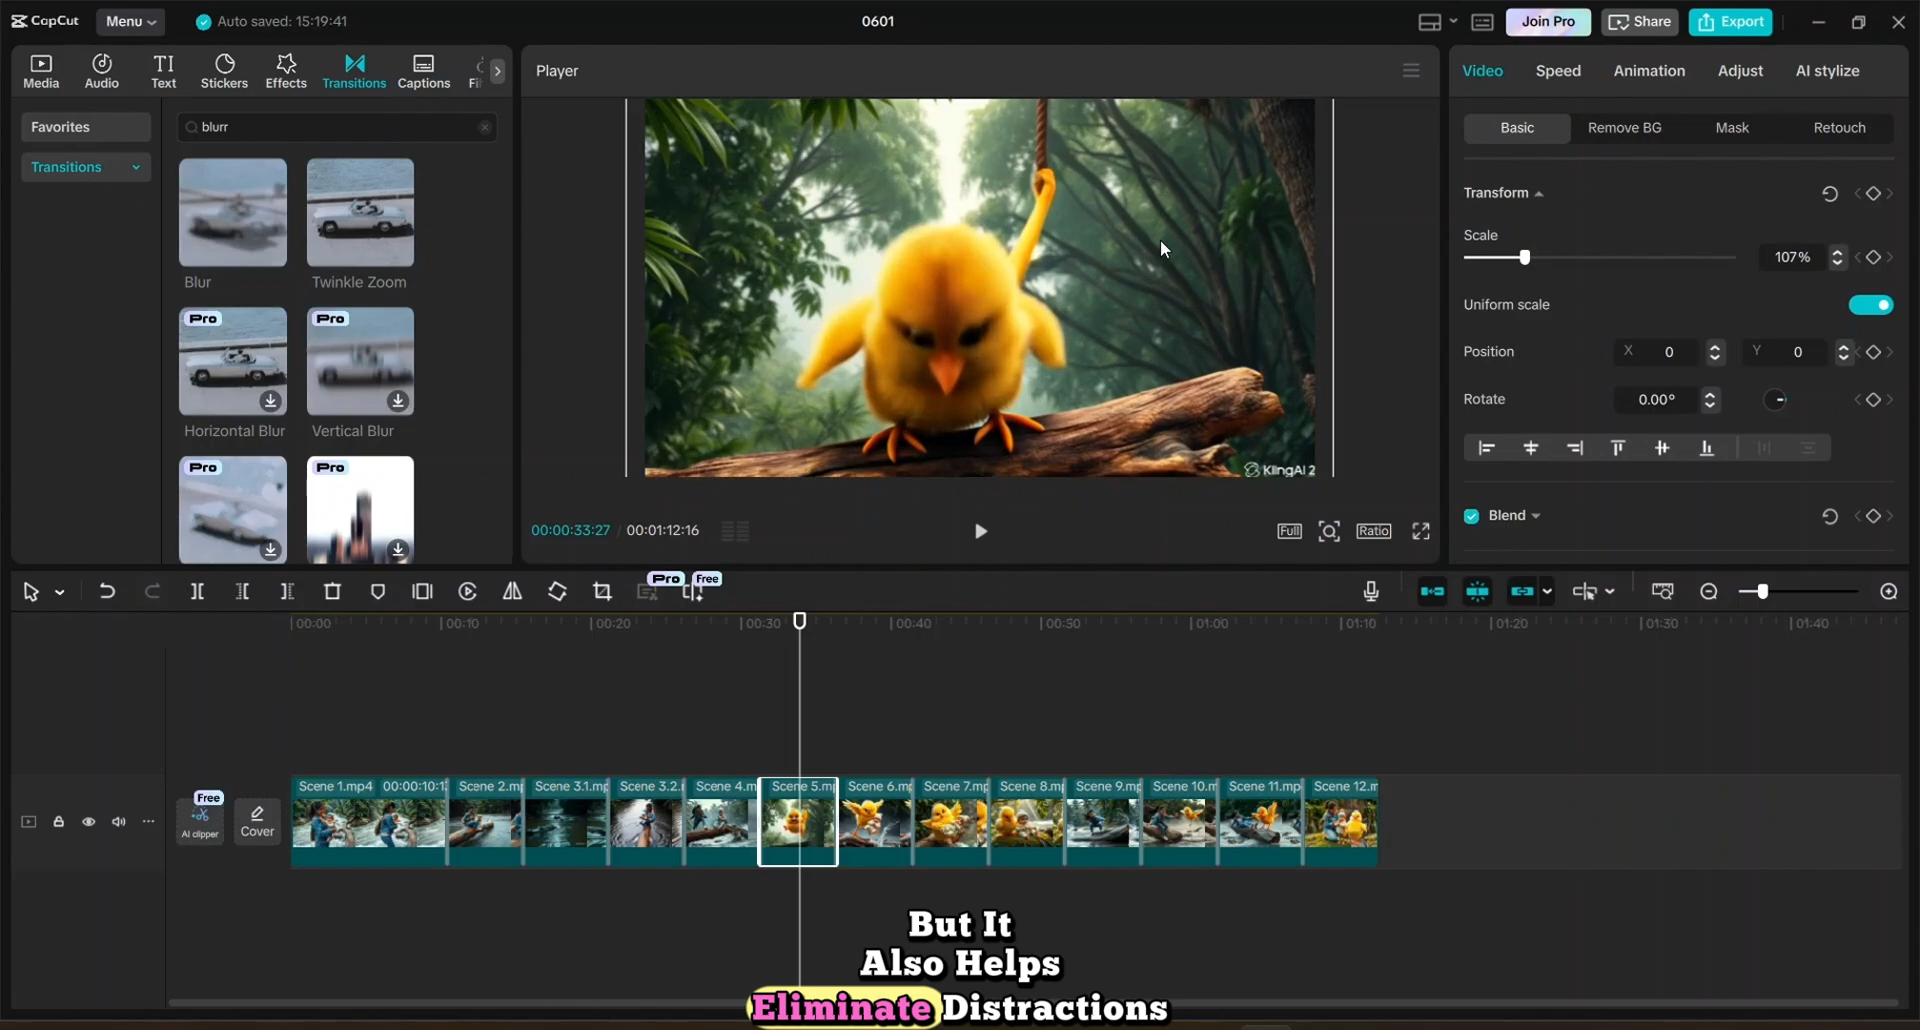 CapCut
Menu
Auto saved: 15:19:41
0601
Join Pro
Share
Export
Media
Audio
Text
Stickers
Effects
Transitions
Captions
Fi
Player
Video
Speed
Animation
Adjust
AI stylize
Favorites
blurr
Transitions
Basic
Remove BG
Mask
Retouch
Transform
Scale
107%
Uniform scale
Position
X 0
Y 0
Rotate
0.00°
Blend
Blur
Twinkle Zoom
Pro
Pro
Horizontal Blur
Vertical Blur
Pro
Pro
KlingAI 2
00:00:33:27 / 00:01:12:16
Full
Ratio
Pro
Free
00:00
00:10
00:20
00:30
00:40
00:50
01:00
01:10
01:20
01:30
01:40
Free
AI clipper
Cover
Scene 1.mp4 00:00:10:1
Scene 2.m
Scene 3.1.m
Scene 3.2.
Scene 4.m
Scene 5.m
Scene 6.m
Scene 7.m
Scene 8.m
Scene 9.m
Scene 10.m
Scene 11.mp
Scene 12.m
But It
Also Helps
Eliminate Distractions